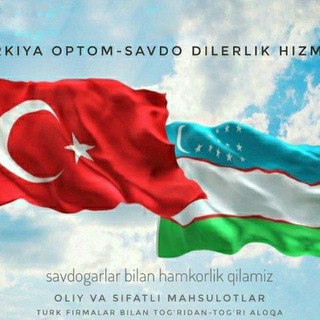 RKIYA OPTOM-SAVDO DILERLIK HIZM
savdogarlar bilan hamkorlik qilamiz
OLIY VA SIFATLI MAHSULOTLAR
TURK FIRMALAR BILAN TOG'RIDAN-TOG'RI ALOQA